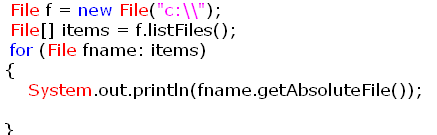 File f = new File("c:\\");
File[] items = f.listFiles();
for (File fname: items)
{
System.out.println(fname.getAbsoluteFile());
}